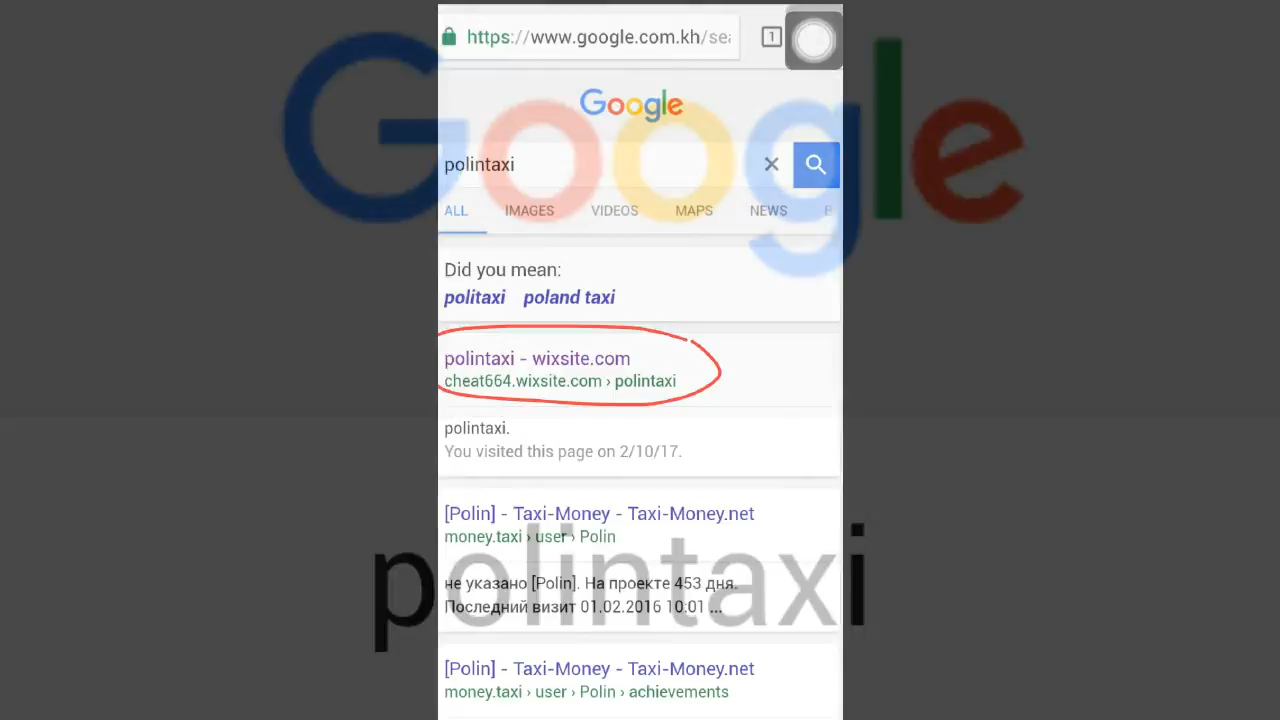 https://www.google.com.kh/sea
1
Google
Google
polintaxi
ALL IMAGES VIDEOS MAPS NEWS B
Did you mean:
politaxi poland taxi
polintaxi - wixsite.com
cheat664.wixsite.com › polintaxi
polintaxi.
You visited this page on 2/10/17.
[Polin] - Taxi-Money - Taxi-Money.net
money.taxi › user › Polin
polintaxi
не указано [Polin]. На проекте 453 дня.
Последний визит 01.02.2016 10:01 ...
[Polin] - Taxi-Money - Taxi-Money.net
money.taxi › user › Polin › achievements